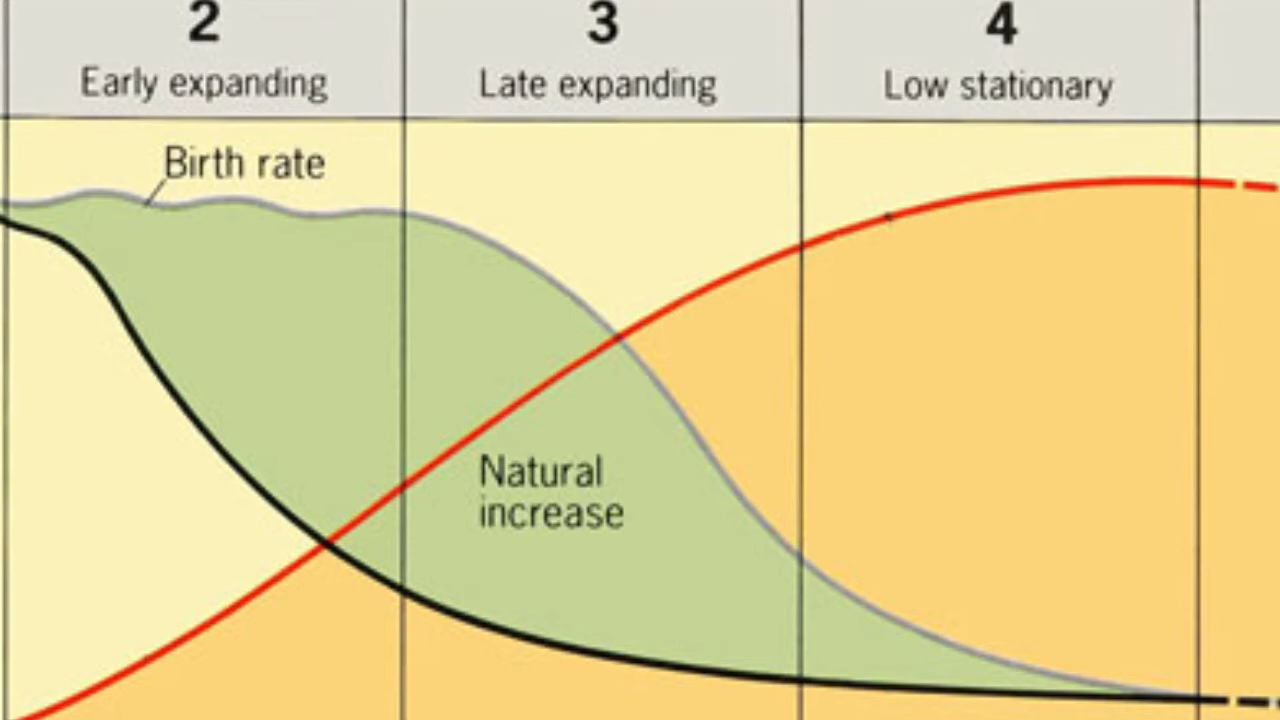 2
3
4
Early expanding
Late expanding
Low stationary
Birth rate
Natural
increase